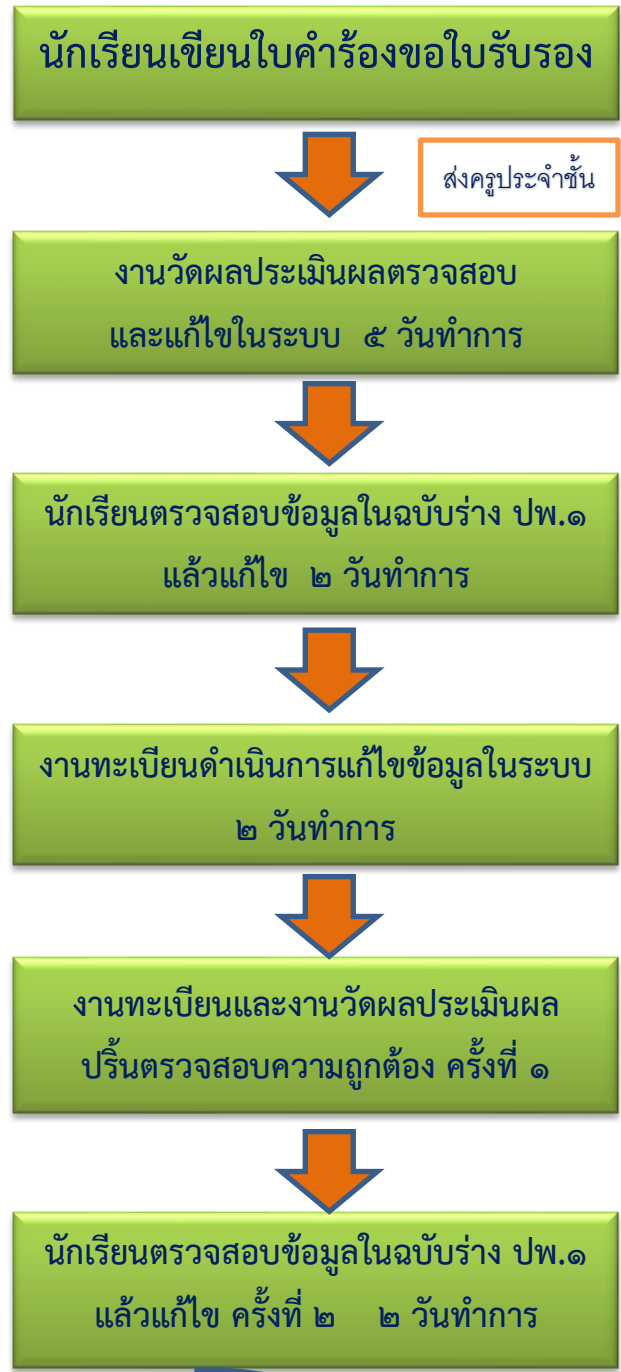 นักเรียนเขียนใบคำร้องขอใบรับรอง
ส่งครูประจำชั้น
งานวัดผลประเมินผลตรวจสอบ
และแก้ไขในระบบ ๕ วันทำการ
นักเรียนตรวจสอบข้อมูลในฉบับร่าง ปพ.๑
แล้วแก้ไข ๒ วันทำการ
งานทะเบียนดำเนินการแก้ไขข้อมูลในระบบ
๒ วันทำการ
งานทะเบียนและงานวัดผลประเมินผล
ปริ้นตรวจสอบความถูกต้อง ครั้งที่ ๑
นักเรียนตรวจสอบข้อมูลในฉบับร่าง ปพ.๑
แล้วแก้ไข ครั้งที่ ๒ ๒ วันทำการ